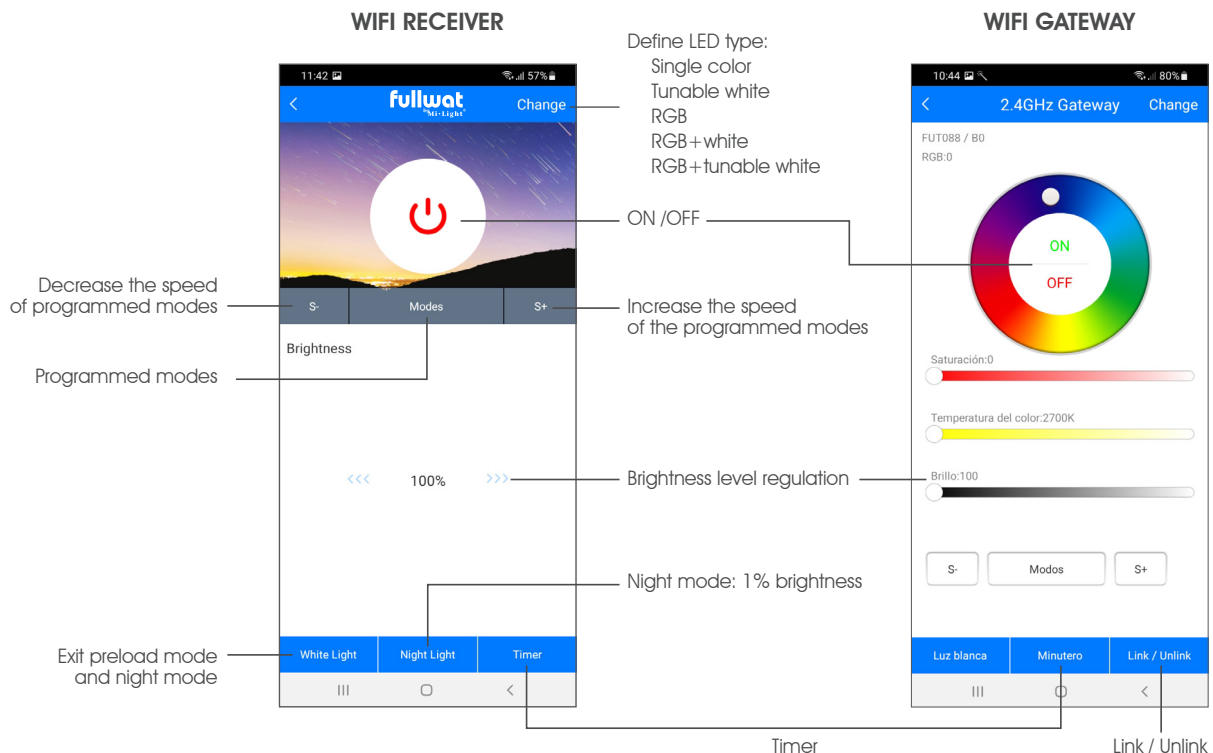 WIFI RECEIVER
WIFI GATEWAY
Define LED type:
Single color
Tunable white
RGB
RGB+white
RGB+tunable white
11:42
57%
fullwat
by Mi·Light
Change
ON /OFF
Decrease the speed
of programmed modes
S-
Modes
S+
Increase the speed
of the programmed modes
Brightness
Programmed modes
<<<
100%
>>>
Brightness level regulation
Night mode: 1% brightness
Exit preload mode
and night mode
White Light
Night Light
Timer
10:44
80%
2.4GHz Gateway
Change
FUT088 / B0
RGB:0
ON
OFF
Saturación:0
Temperatura del color:2700K
Brillo:100
S-
Modos
S+
Luz blanca
Minutero
Link / Unlink
Timer
Link / Unlink